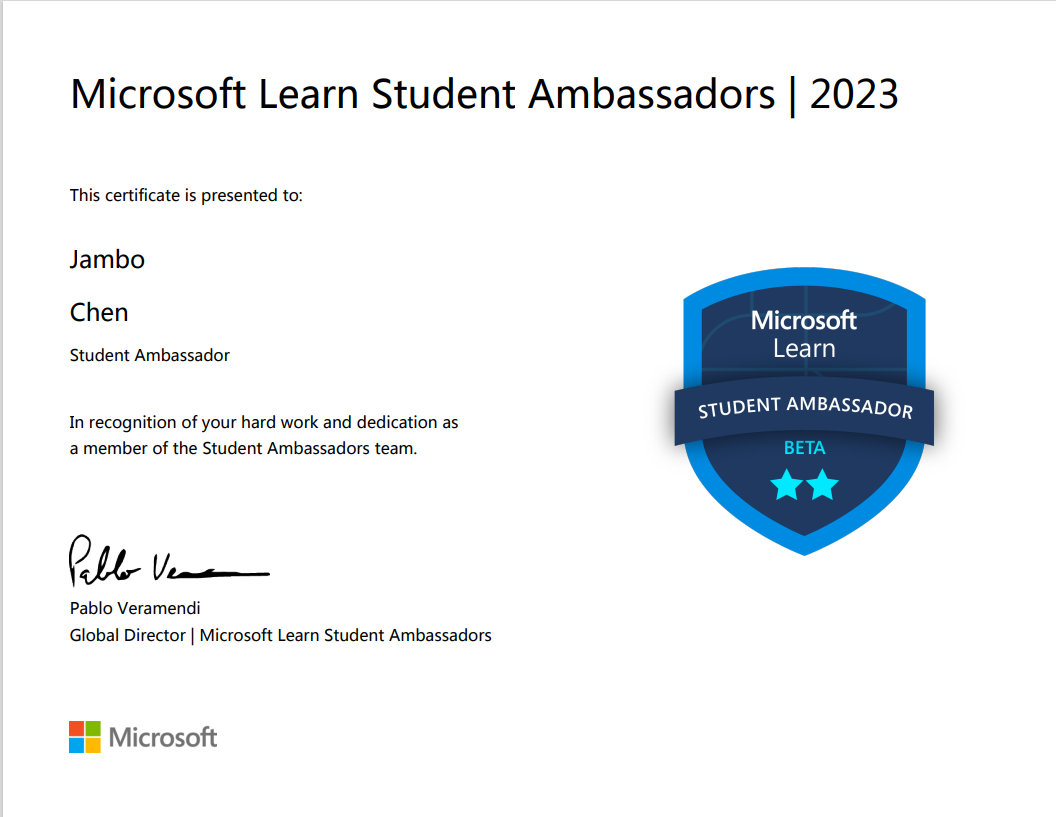 Microsoft Learn Student Ambassadors | 2023
This certificate is presented to:
Jambo
Chen
Student Ambassador
In recognition of your hard work and dedication as
a member of the Student Ambassadors team.
Microsoft
Learn
STUDENT AMBASSADOR
BETA
Pablo Veramendi
Global Director | Microsoft Learn Student Ambassadors
Microsoft